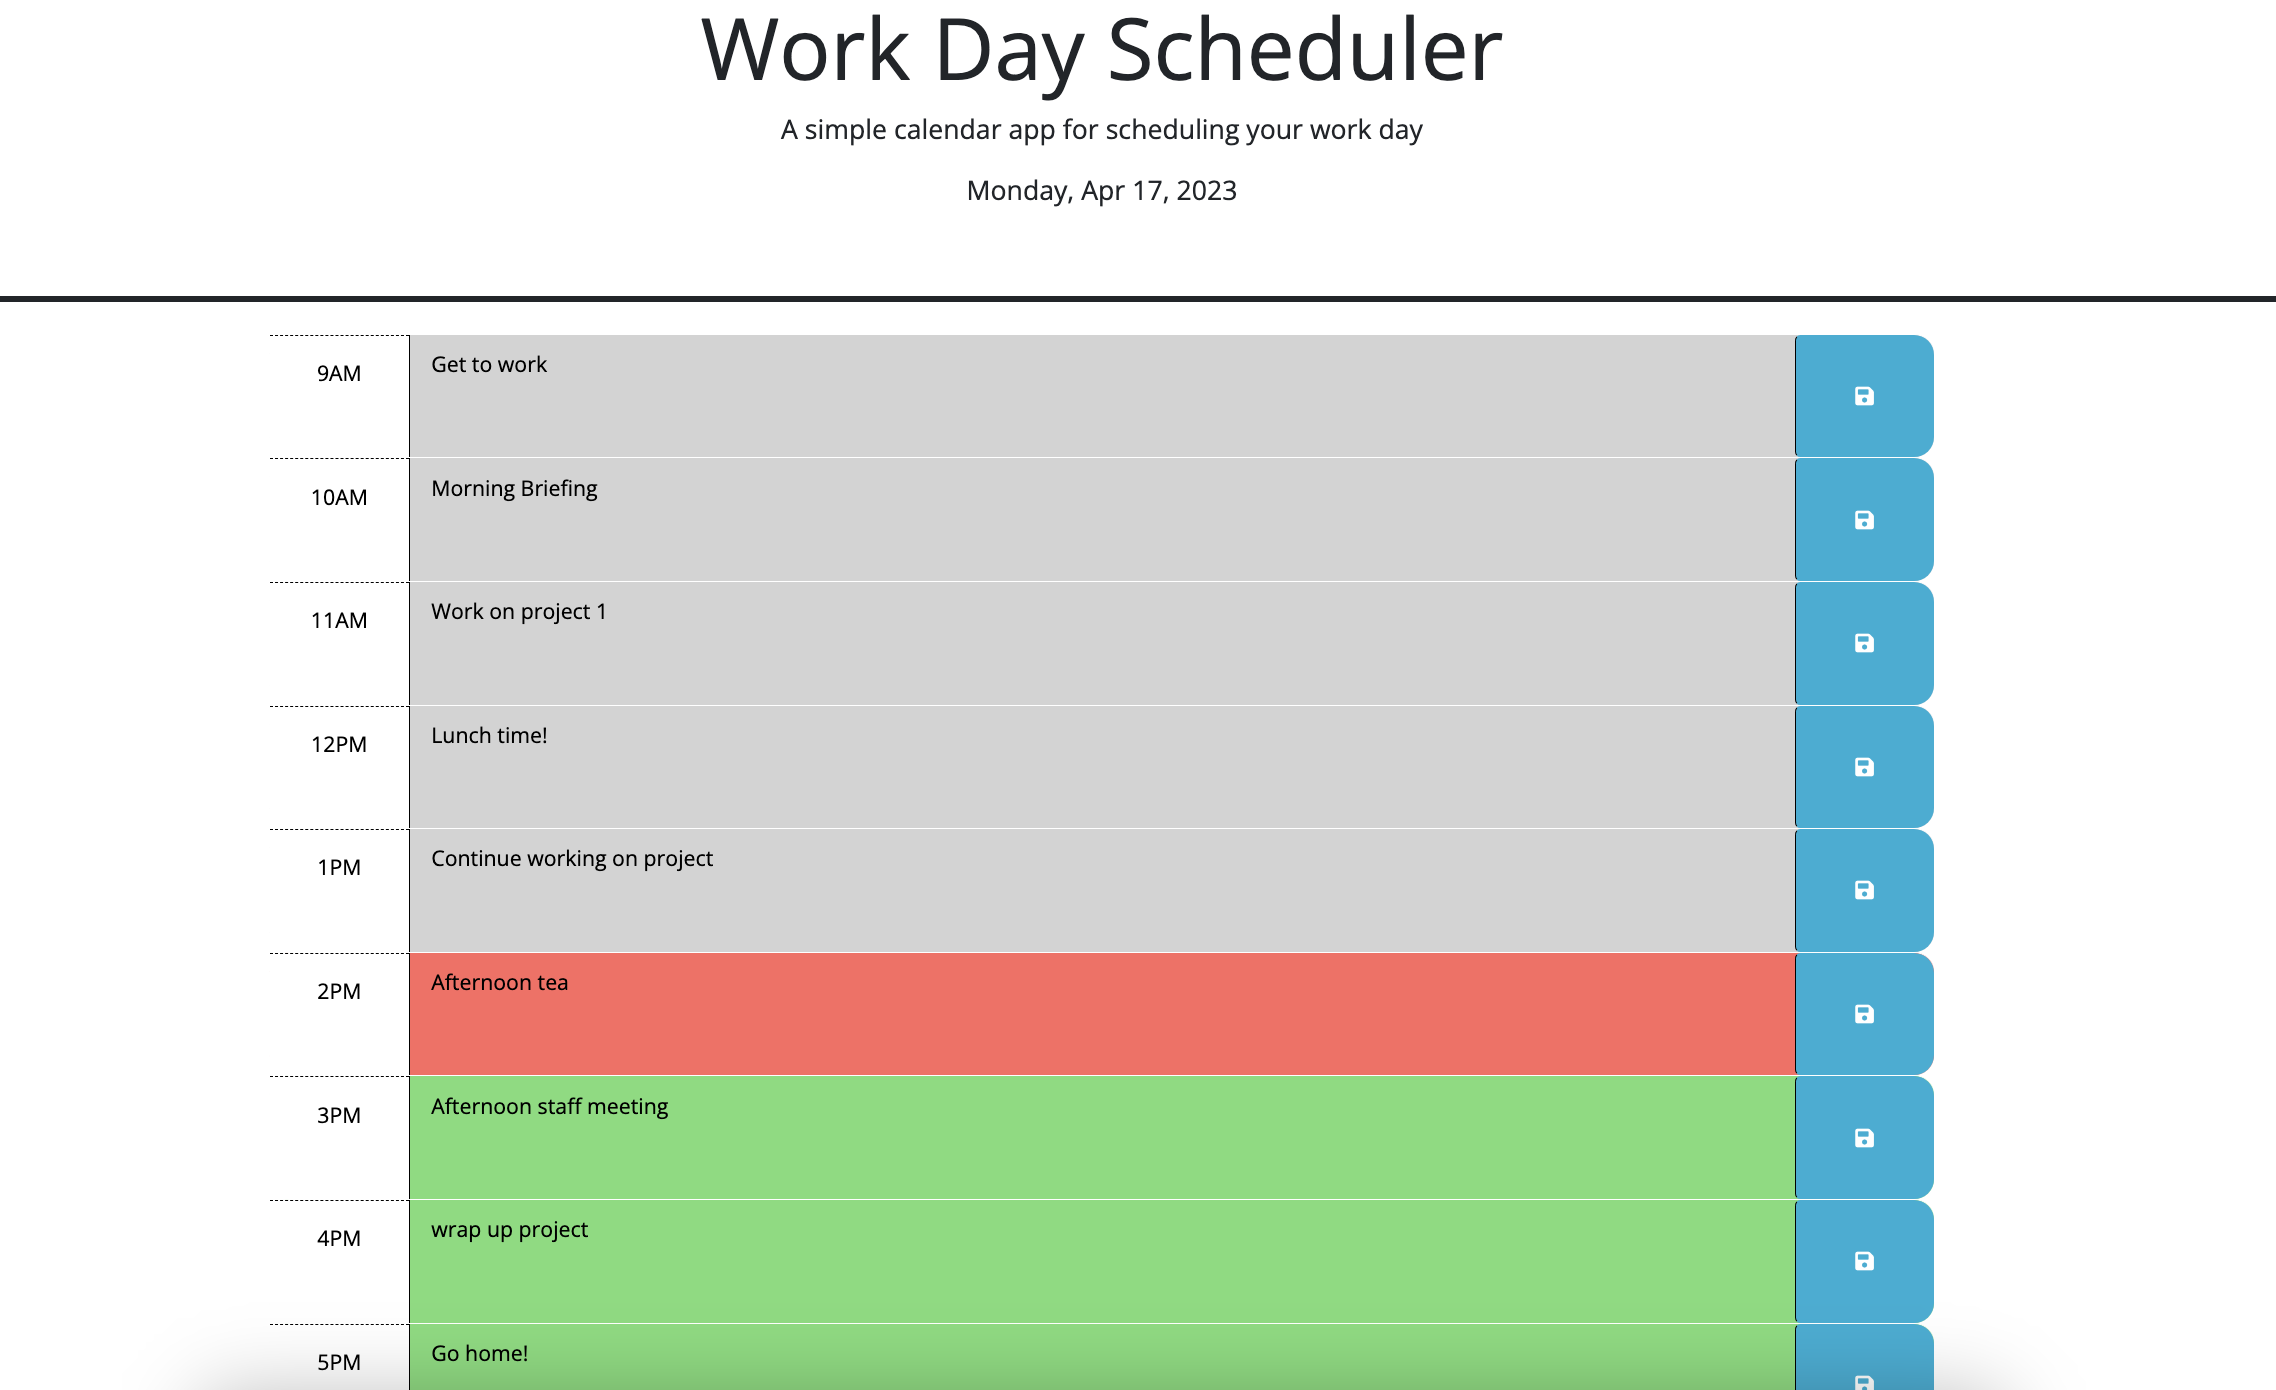 Work Day Scheduler
A simple calendar app for scheduling your work day
Monday, Apr 17, 2023
9AM Get to work
10AM Morning Briefing
11AM Work on project 1
12PM Lunch time!
1PM Continue working on project
2PM Afternoon tea
3PM Afternoon staff meeting
4PM wrap up project
5PM Go home!